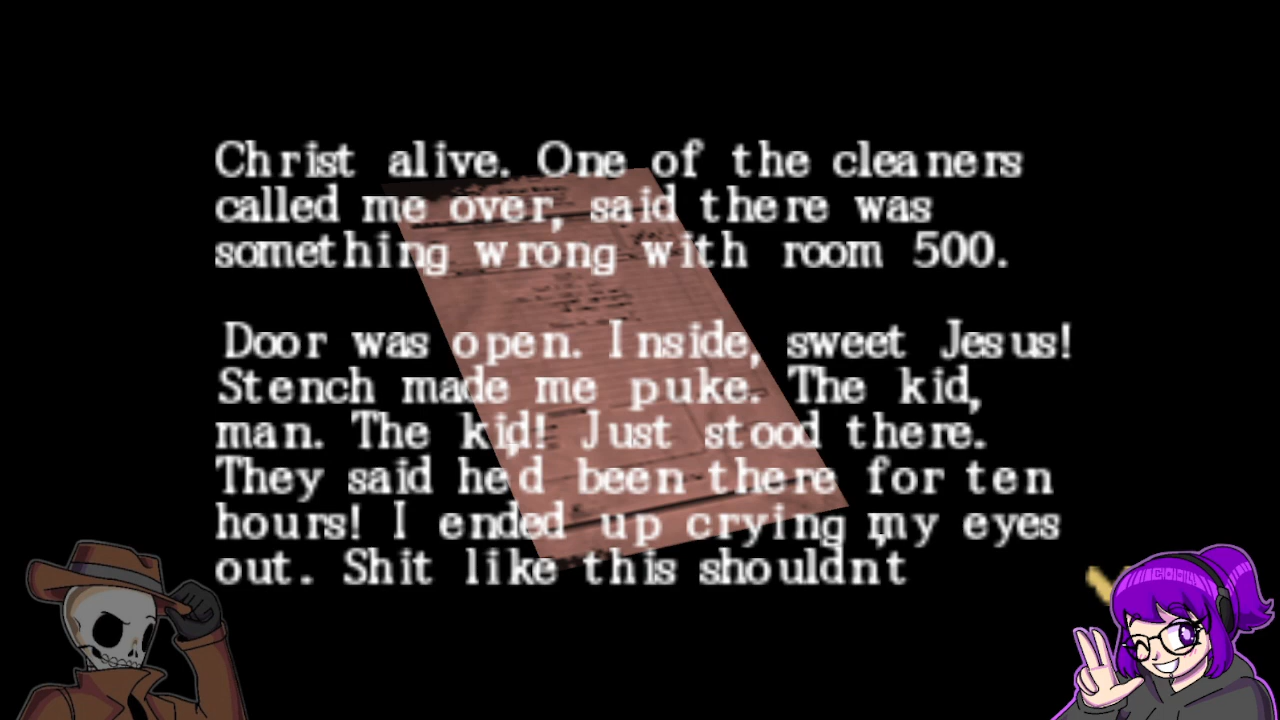 Christ alive. One of the cleaners
called me over, said there was
something wrong with room 500.
Door was open. Inside, sweet Jesus!
Stench made me puke. The kid,
man. The kid! Just stood there.
They said he'd been there for ten
hours! I ended up crying my eyes
out. Shit like this shouldn't